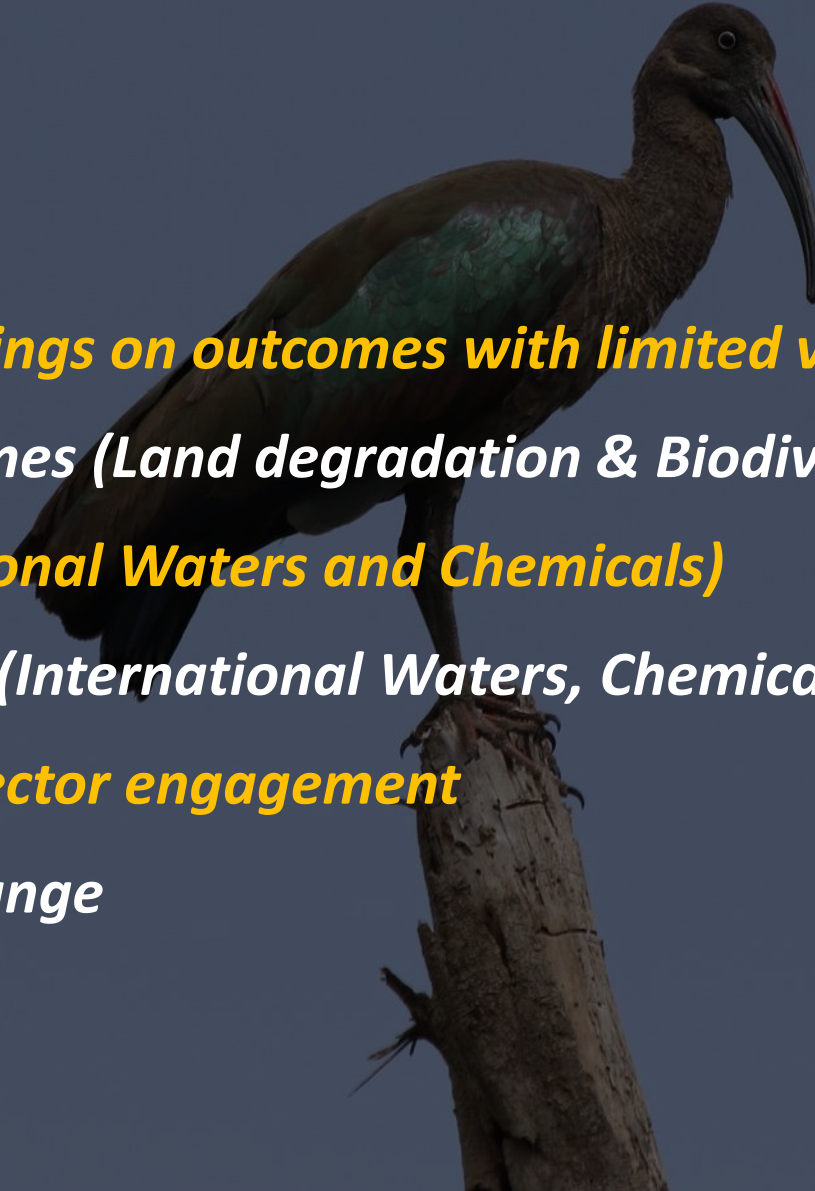 ings on outcomes with limited v
nes (Land degradation & Biodiv
onal Waters and Chemicals)
(International Waters, Chemica
ector engagement
nge